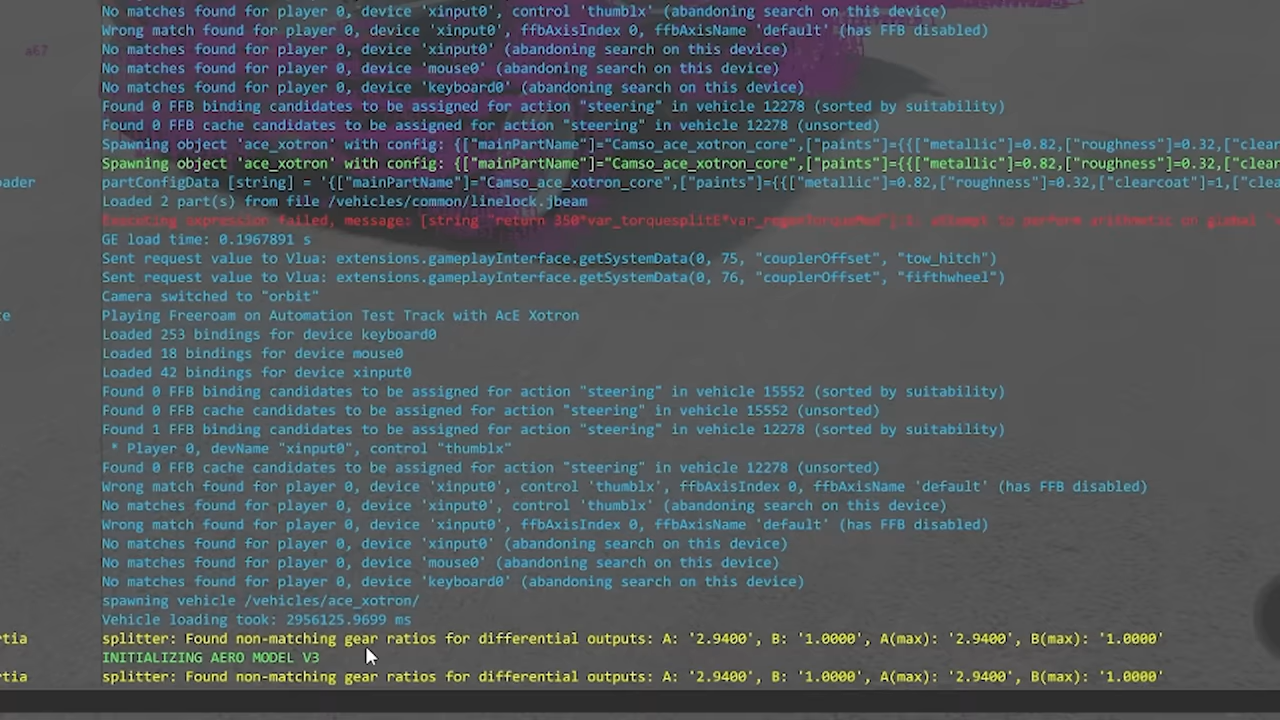 No matches found for player 0, device 'xinput0', control 'thumblx' (abandoning search on this device)
Wrong match found for player 0, device 'xinput0', ffbAxisIndex 0, ffbAxisName 'default' (has FFB disabled)
a67 No matches found for player 0, device 'xinput0' (abandoning search on this device)
No matches found for player 0, device 'mouse0' (abandoning search on this device)
No matches found for player 0, device 'keyboard0' (abandoning search on this device)
Found 0 FFB binding candidates to be assigned for action "steering" in vehicle 12278 (sorted by suitability)
Found 0 FFB cache candidates to be assigned for action "steering" in vehicle 12278 (unsorted)
Spawning object 'ace_xotron' with config: {["mainPartName"]="Camso_ace_xotron_core",["paints"]={{["metallic"]=0.82,["roughness"]=0.32,["clear
Spawning object 'ace_xotron' with config: {["mainPartName"]="Camso_ace_xotron_core",["paints"]={{["metallic"]=0.82,["roughness"]=0.32,["clear
oader partConfigData [string] = '{["mainPartName"]="Camso_ace_xotron_core",["paints"]={{["metallic"]=0.82,["roughness"]=0.32,["clearcoat"]=1,["clea
Loaded 2 part(s) from file /vehicles/common/linelock.jbeam
Executing expression failed, message: [string "return 350*var_torquesplitE* attempt to perform arithmetic on global
GE load time: 0.1967891 s
Sent request value to Vlua: extensions.gameplayInterface.getSystemData(0, 75, "couplerOffset", "tow_hitch")
Sent request value to Vlua: extensions.gameplayInterface.getSystemData(0, 76, "couplerOffset", "fifthwheel")
Camera switched to "orbit"
te Playing Freeroam on Automation Test Track with AcE Xotron
Loaded 253 bindings for device keyboard0
Loaded 18 bindings for device mouse0
Loaded 42 bindings for device xinput0
Found 0 FFB binding candidates to be assigned for action "steering" in vehicle 15552 (sorted by suitability)
Found 0 FFB cache candidates to be assigned for action "steering" in vehicle 15552 (unsorted)
Found 1 FFB binding candidates to be assigned for action "steering" in vehicle 12278 (sorted by suitability)
* Player 0, devName "xinput0", control "thumblx"
Found 0 FFB cache candidates to be assigned for action "steering" in vehicle 12278 (unsorted)
Wrong match found for player 0, device 'xinput0', control 'thumblx', ffbAxisIndex 0, ffbAxisName 'default' (has FFB disabled)
No matches found for player 0, device 'xinput0', control 'thumblx' (abandoning search on this device)
Wrong match found for player 0, device 'xinput0', ffbAxisIndex 0, ffbAxisName 'default' (has FFB disabled)
No matches found for player 0, device 'xinput0' (abandoning search on this device)
No matches found for player 0, device 'mouse0' (abandoning search on this device)
No matches found for player 0, device 'keyboard0' (abandoning search on this device)
spawning vehicle /vehicles/ace_xotron/
Vehicle loading took: 2956125.9699 ms
rtia splitter: Found non-matching gear ratios for differential outputs: A: '2.9400', B: '1.0000', A(max): '2.9400', B(max): '1.0000'
INITIALIZING AERO MODEL V3
rtia splitter: Found non-matching gear ratios for differential outputs: A: '2.9400', B: '1.0000', A(max): '2.9400', B(max): '1.0000'